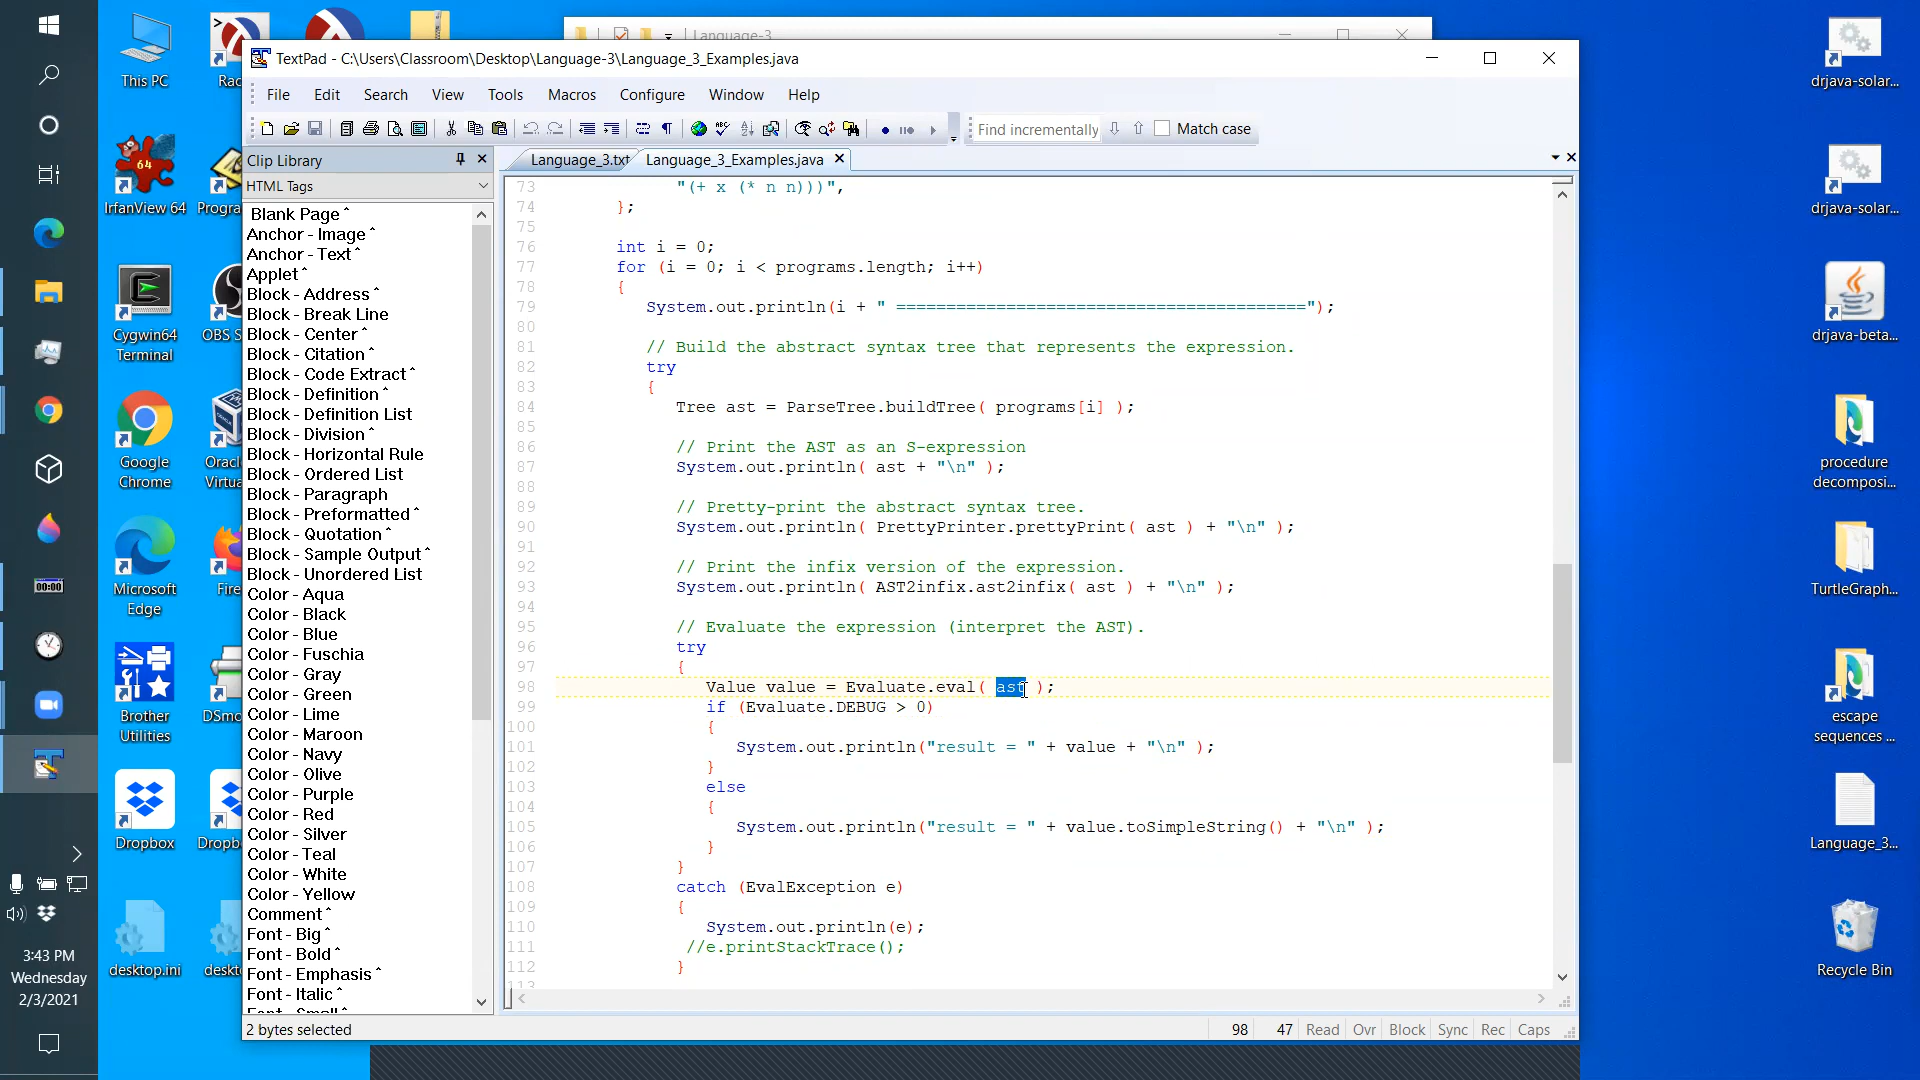 Language-3
TextPad - C:\Users\Classroom\Desktop\Language-3\Language_3_Examples.java
File Edit Search View Tools Macros Configure Window Help
Find incrementally
Match case
Clip Library
HTML Tags
Blank Page ^
Anchor - Image ^
Anchor - Text ^
Applet ^
Block - Address ^
Block - Break Line
Block - Center ^
Block - Citation ^
Block - Code Extract ^
Block - Definition ^
Block - Definition List
Block - Division ^
Block - Horizontal Rule
Block - Ordered List
Block - Paragraph
Block - Preformatted ^
Block - Quotation ^
Block - Sample Output ^
Block - Unordered List
Color - Aqua
Color - Black
Color - Blue
Color - Fuschia
Color - Gray
Color - Green
Color - Lime
Color - Maroon
Color - Navy
Color - Olive
Color - Purple
Color - Red
Color - Silver
Color - Teal
Color - White
Color - Yellow
Comment ^
Font - Big ^
Font - Bold ^
Font - Emphasis ^
Font - Italic ^
Language_3.txt
Language_3_Examples.java
73 "(+ x (* n n)))",
74 };
75
76 int i = 0;
77 for (i = 0; i < programs.length; i++)
78 {
79 System.out.println(i + " =========================================");
80
81 // Build the abstract syntax tree that represents the expression.
82 try
83 {
84 Tree ast = ParseTree.buildTree( programs[i] );
85
86 // Print the AST as an S-expression
87 System.out.println( ast + "\n" );
88
89 // Pretty-print the abstract syntax tree.
90 System.out.println( PrettyPrinter.prettyPrint( ast ) + "\n" );
91
92 // Print the infix version of the expression.
93 System.out.println( AST2infix.ast2infix( ast ) + "\n" );
94
95 // Evaluate the expression (interpret the AST).
96 try
97 {
98 Value value = Evaluate.eval( ast );
99 if (Evaluate.DEBUG > 0)
100 {
101 System.out.println("result = " + value + "\n" );
102 }
103 else
104 {
105 System.out.println("result = " + value.toSimpleString() + "\n" );
106 }
107 }
108 catch (EvalException e)
109 {
110 System.out.println(e);
111 //e.printStackTrace();
112 }
113
2 bytes selected
98 47 Read Ovr Block Sync Rec Caps
This PC
Rac
64
IrfanView 64
Progra
Cygwin64
Terminal
OBS S
Google
Chrome
Oracl
Virtua
Microsoft
Edge
Fire
Brother
Utilities
DSmo
Dropbox
Dropb
desktop.ini
deskt
00:00
3:43 PM
Wednesday
2/3/2021
drjava-solar...
drjava-solar...
drjava-beta...
procedure
decomposi...
TurtleGraph...
escape
sequences ...
Language_3...
Recycle Bin